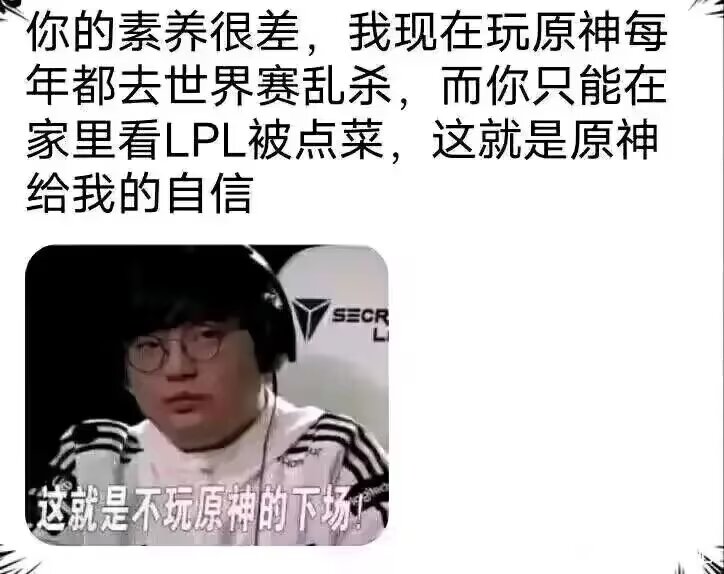 你的素养很差，我现在玩原神每
年都去世界赛乱杀，而你只能在
家里看LPL被点菜，这就是原神
给我的自信
SECR
LA
这就是不玩原神的下场！